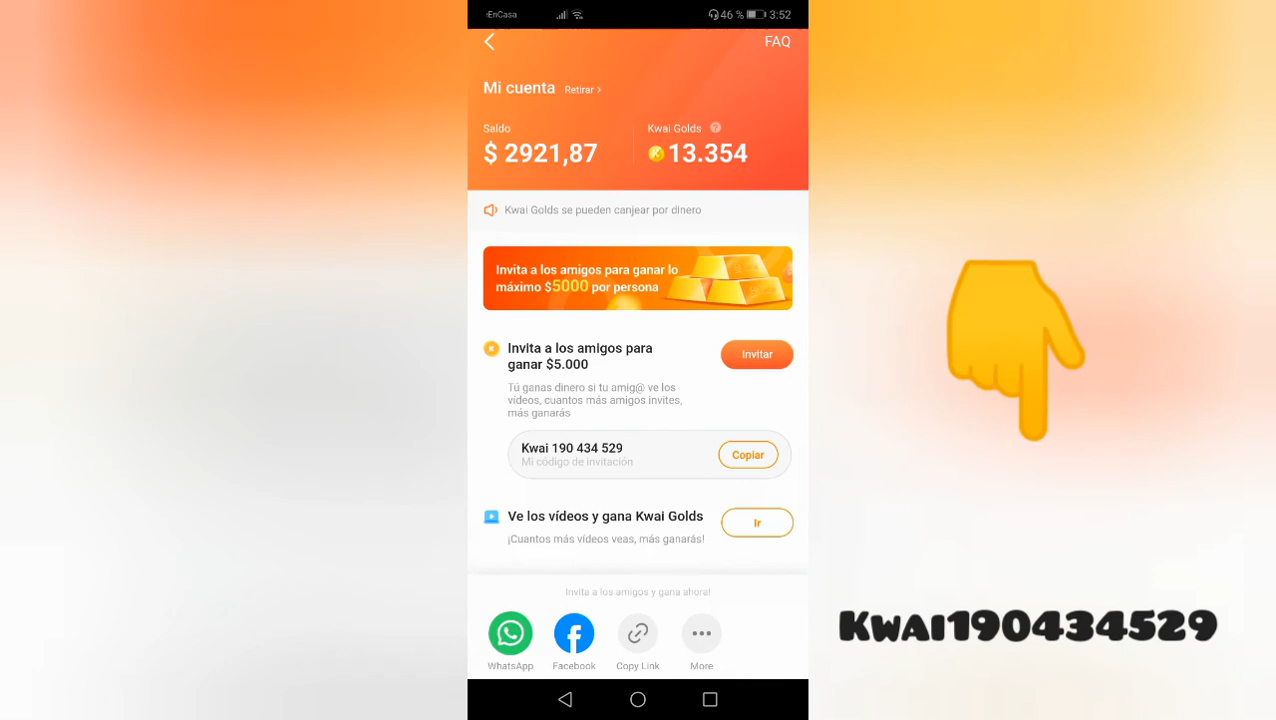 :EnCasa 46 % 3:52
FAQ
Mi cuenta Retirar >
Saldo Kwai Golds ?
$ 2921,87 K 13.354
Kwai Golds se pueden canjear por dinero
Invita a los amigos para ganar lo
máximo $5000 por persona
Invita a los amigos para
ganar $5.000
Invitar
Tú ganas dinero si tu amig@ ve los
vídeos, cuantos más amigos invites,
más ganarás
Kwai 190 434 529
Mi código de invitación
Copiar
Ve los vídeos y gana Kwai Golds
Ir
¡Cuantos más vídeos veas, más ganarás!
Invita a los amigos y gana ahora!
WhatsApp Facebook Copy Link More
Kwai190434529